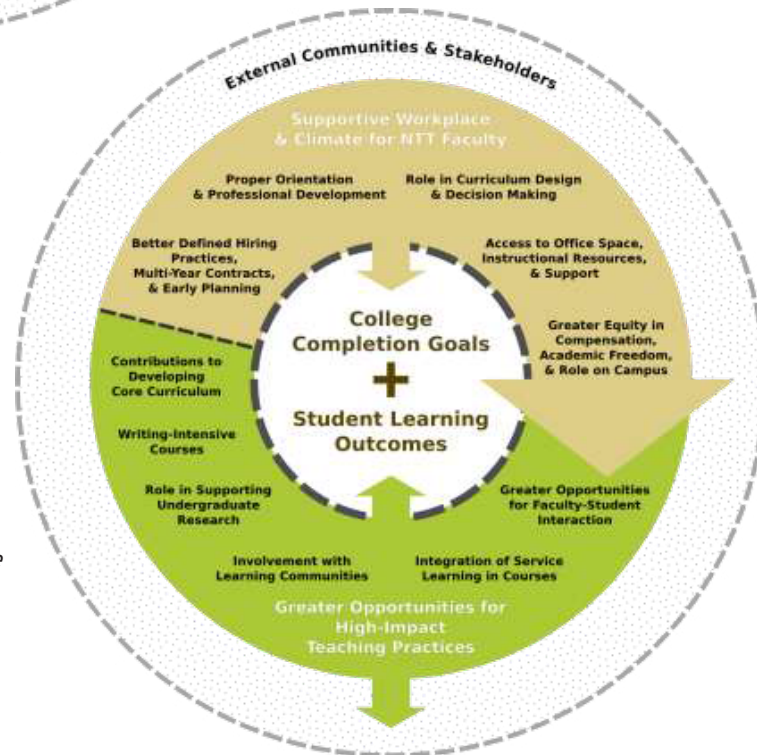 External Communities & Stakeholders
Supportive Workplace
& Climate for NTT Faculty
Proper Orientation
& Professional Development
Role in Curriculum Design
& Decision Making
Better Defined Hiring
Practices,
Multi-Year Contracts,
& Early Planning
Access to Office Space,
Instructional Resources,
& Support
Greater Equity in
Compensation,
Academic Freedom,
& Role on Campus
College
Completion Goals
+
Student Learning
Outcomes
Contributions to
Developing
Core Curriculum
Writing-Intensive
Courses
Role in Supporting
Undergraduate
Research
Greater Opportunities
for Faculty-Student
Interaction
Involvement with
Learning Communities
Integration of Service
Learning in Courses
Greater Opportunities for
High-Impact
Teaching Practices